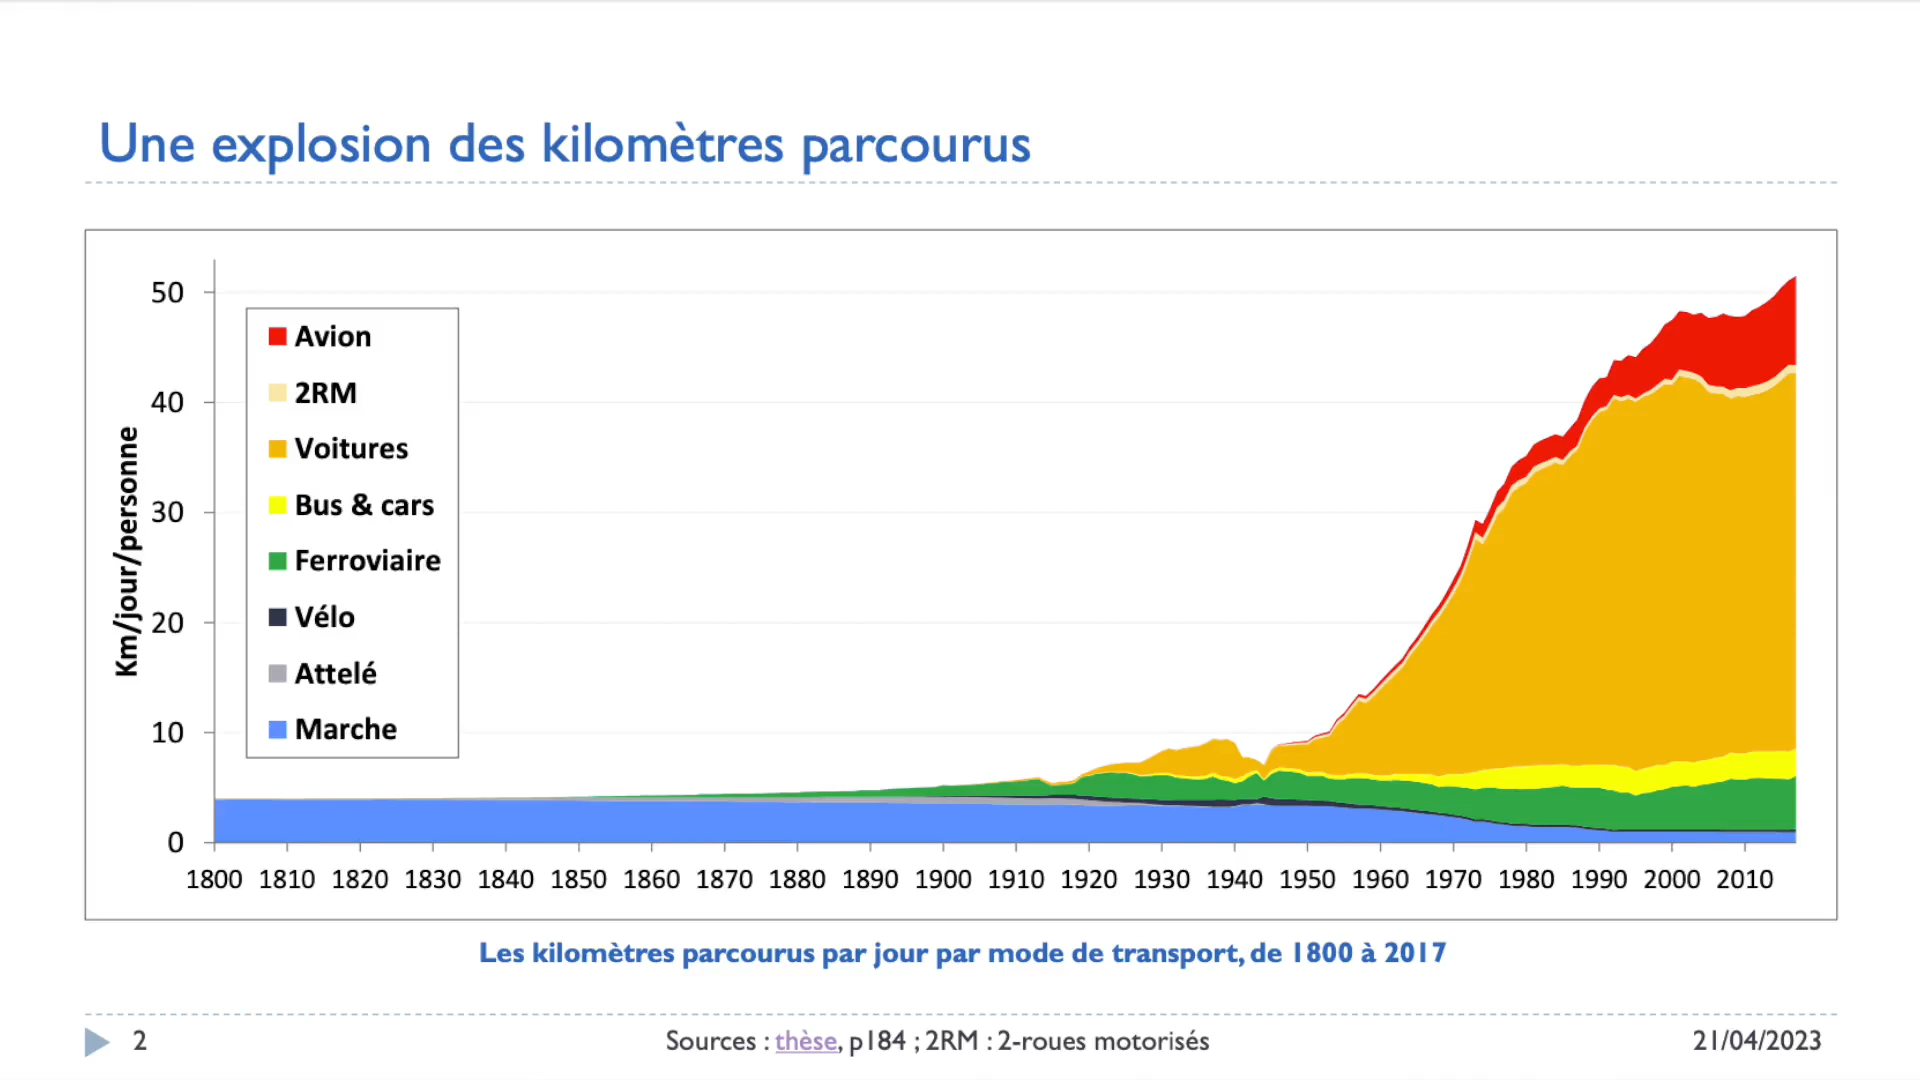 Une explosion des kilomètres parcourus
Km/jour/personne
50
40
30
20
10
0
Avion
2RM
Voitures
Bus & cars
Ferroviaire
Vélo
Attelé
Marche
1800 1810 1820 1830 1840 1850 1860 1870 1880 1890 1900 1910 1920 1930 1940 1950 1960 1970 1980 1990 2000 2010
Les kilomètres parcourus par jour par mode de transport, de 1800 à 2017
2
Sources : thèse, p184 ; 2RM : 2-roues motorisés
21/04/2023